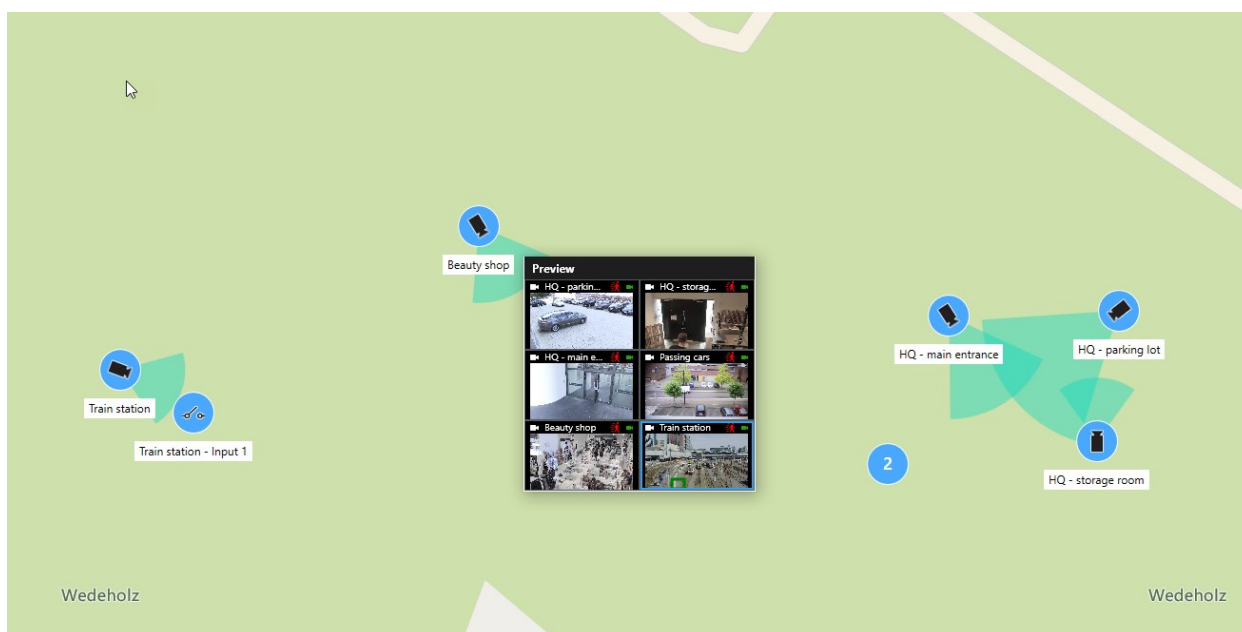 Beauty shop
Preview
HQ - parkin...
HQ - storag...
HQ - main e...
Passing cars
Beauty shop
Train station
HQ - main entrance
HQ - parking lot
Train station
Train station - Input 1
2
HQ - storage room
Wedeholz
Wedeholz